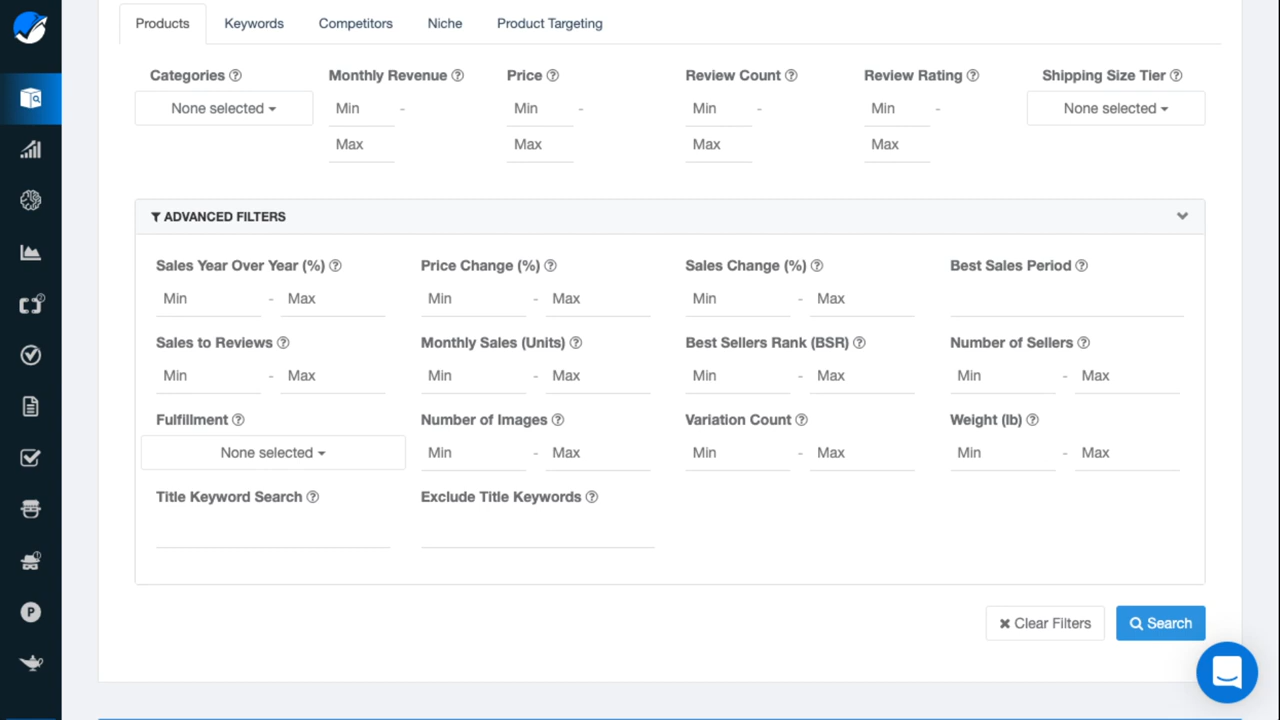 Products Keywords Competitors Niche Product Targeting
Categories Monthly Revenue Price Review Count Review Rating Shipping Size Tier
None selected Min - Min - Min - Min - None selected
Max Max Max Max
ADVANCED FILTERS
Sales Year Over Year (%) Price Change (%) Sales Change (%) Best Sales Period
Min - Max Min - Max Min - Max
Sales to Reviews Monthly Sales (Units) Best Sellers Rank (BSR) Number of Sellers
Min - Max Min - Max Min - Max Min - Max
Fulfillment Number of Images Variation Count Weight (lb)
None selected Min - Max Min - Max Min - Max
Title Keyword Search Exclude Title Keywords
Clear Filters Search